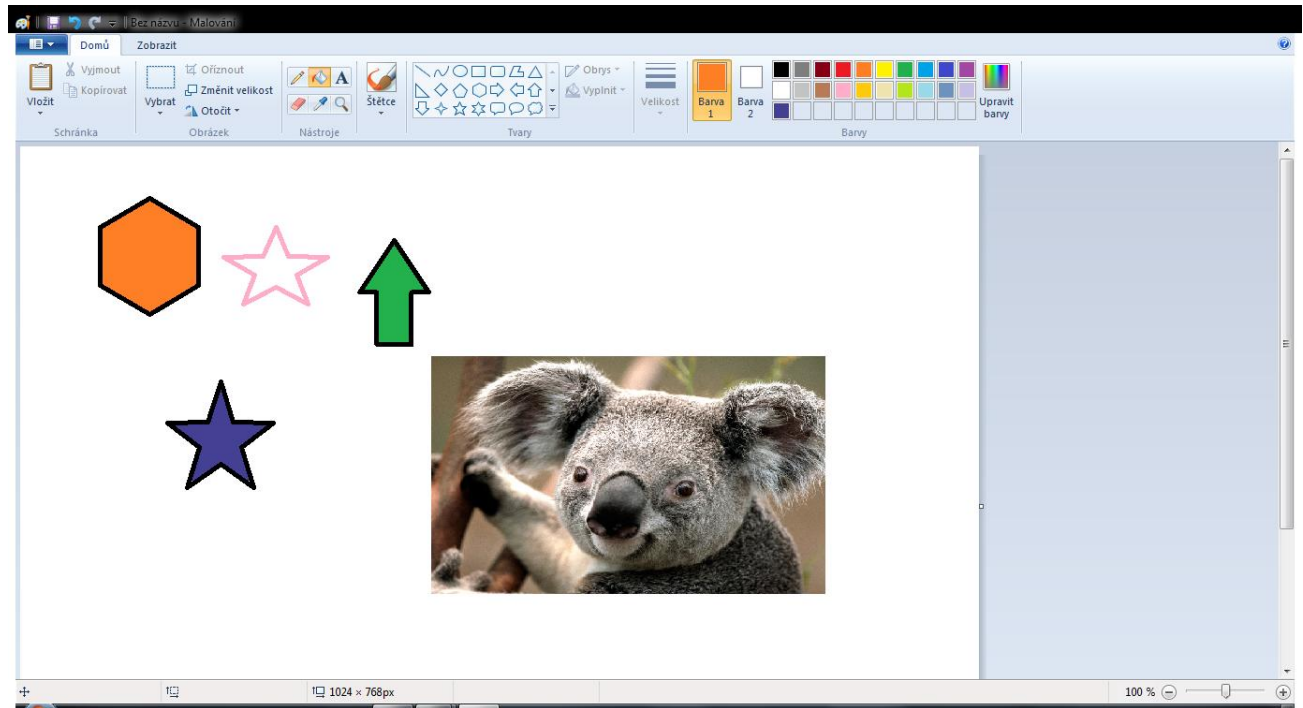 Bez názvu - Malování
Domů Zobrazit
Vložit
Vyjmout
Kopírovat
Schránka
Vybrat
Oříznout
Změnit velikost
Otočit
Obrázek
A
Nástroje
Štětce
Tvary
Obrys
Vyplnit
Velikost
Barva
1
Barva
2
Upravit
barvy
Barvy
1024 × 768px
100 %